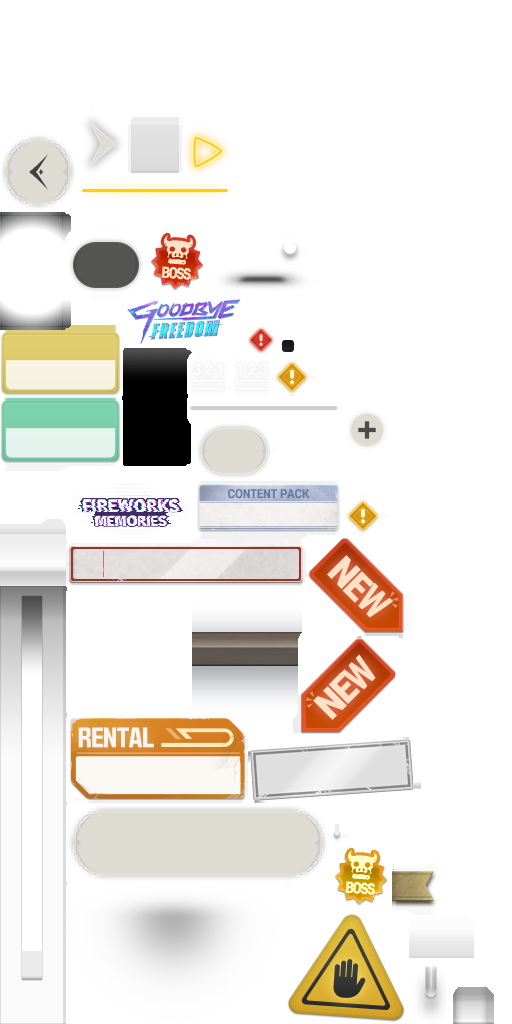 BOSS
GOODBYE
FREEDOM
321 123
CONTENT PACK
FIREWORKS
MEMORIES
NEW
NEW
RENTAL
BOSS